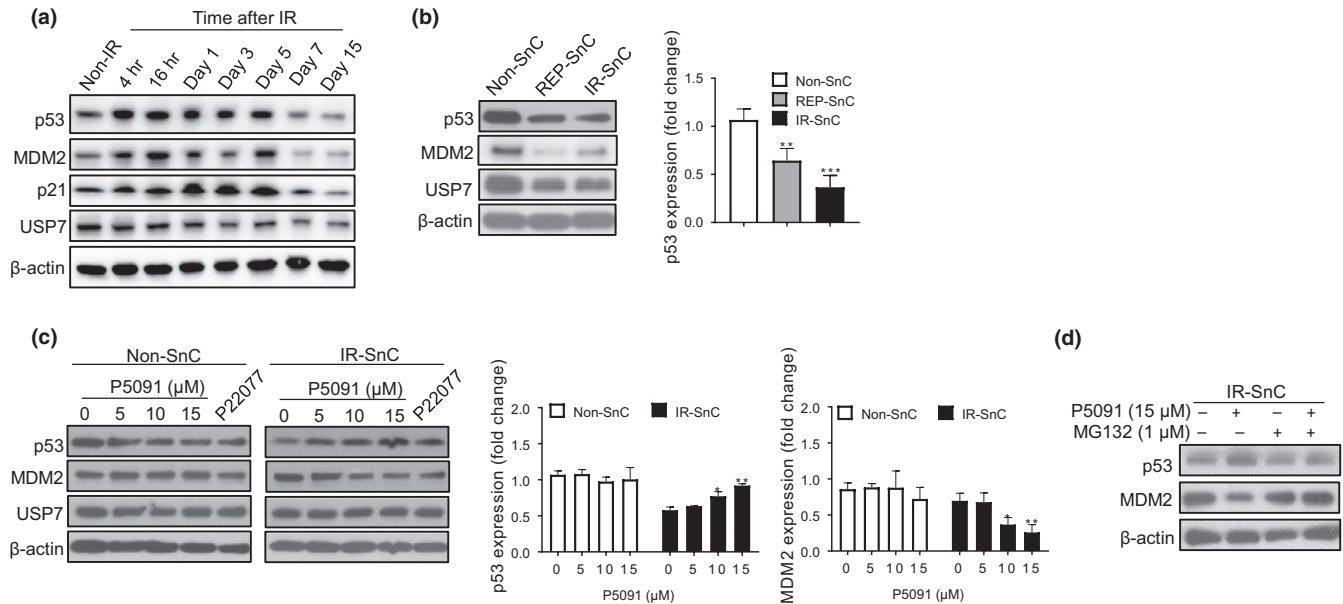 (a)
Time after IR
Non-IR
4 hr
16 hr
Day 1
Day 3
Day 5
Day 7
Day 15
p53
MDM2
p21
USP7
β-actin
(b)
Non-SnC
REP-SnC
IR-SnC
p53
MDM2
USP7
β-actin
p53 expression (fold change)
1.5
1.0
0.5
0.0
Non-SnC
REP-SnC
IR-SnC
**
***
(c)
Non-SnC
IR-SnC
P5091 (µM)
P22077
P5091 (µM)
P22077
0 5 10 15
0 5 10 15
p53
MDM2
USP7
β-actin
p53 expression (fold change)
2.0
1.5
1.0
0.5
0.0
Non-SnC
IR-SnC
*
**
0 5 10 15 0 5 10 15
P5091 (µM)
MDM2 expression (fold change)
2.0
1.5
1.0
0.5
0.0
Non-SnC
IR-SnC
*
**
0 5 10 15 0 5 10 15
P5091 (µM)
(d)
IR-SnC
P5091 (15 µM) – + – +
MG132 (1 µM) – – + +
p53
MDM2
β-actin